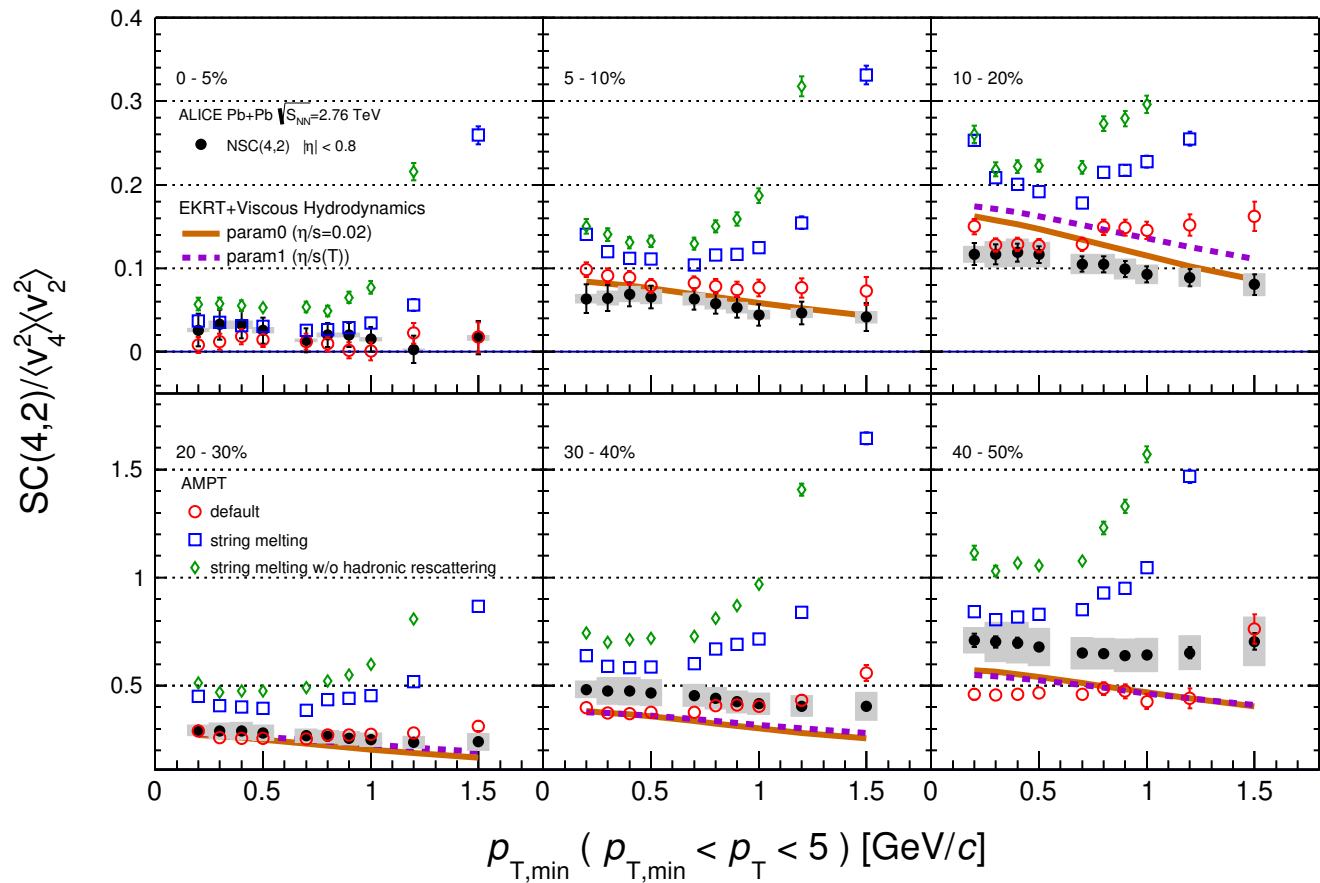 SC(4,2)/⟨v₄²⟩⟨v₂²⟩
0.4
0.3
0.2
0.1
0
0 - 5%
ALICE Pb+Pb √S_NN=2.76 TeV
NSC(4,2) |η| < 0.8
EKRT+Viscous Hydrodynamics
param0 (η/s=0.02)
param1 (η/s(T))
5 - 10%
10 - 20%
1.5
1
0.5
20 - 30%
AMPT
default
string melting
string melting w/o hadronic rescattering
30 - 40%
40 - 50%
0 0.5 1 1.5
0 0.5 1 1.5
0 0.5 1 1.5
p_T,min ( p_T,min < p_T < 5 ) [GeV/c]